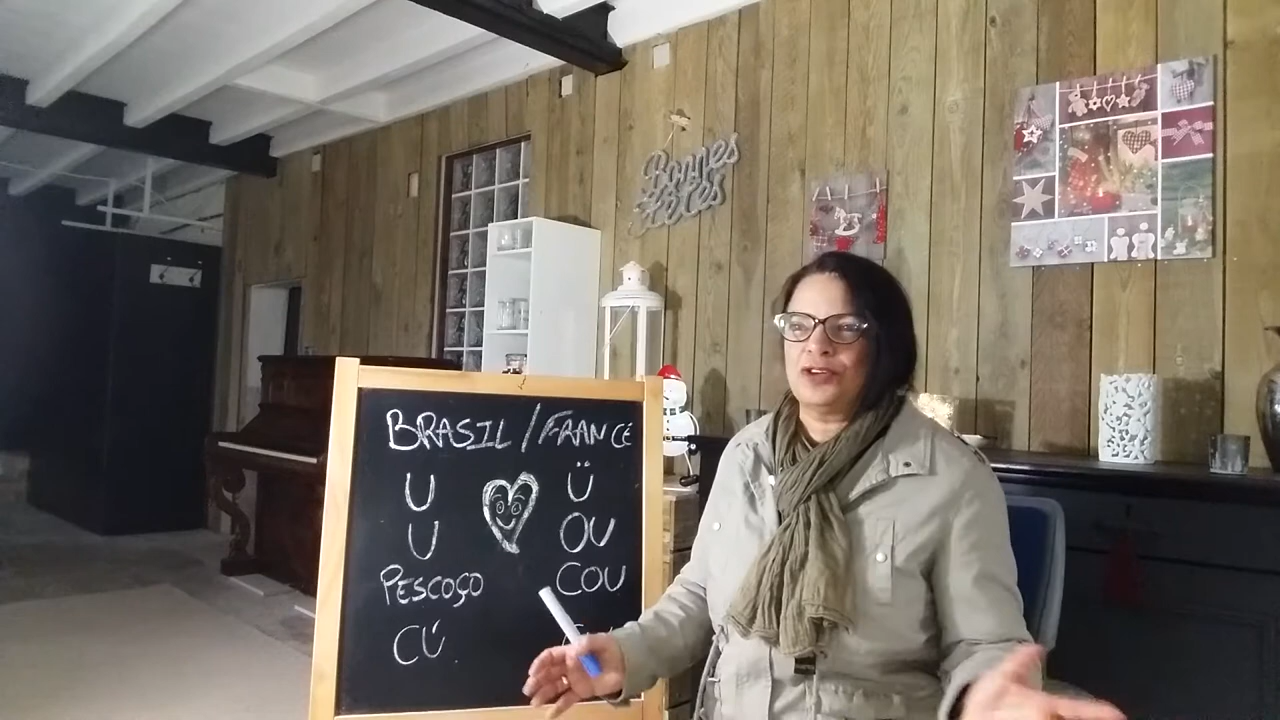 Bonnes
fêtes
BRASIL / FRANCE
U Ü
U OU
PESCOÇO COU
CÚ